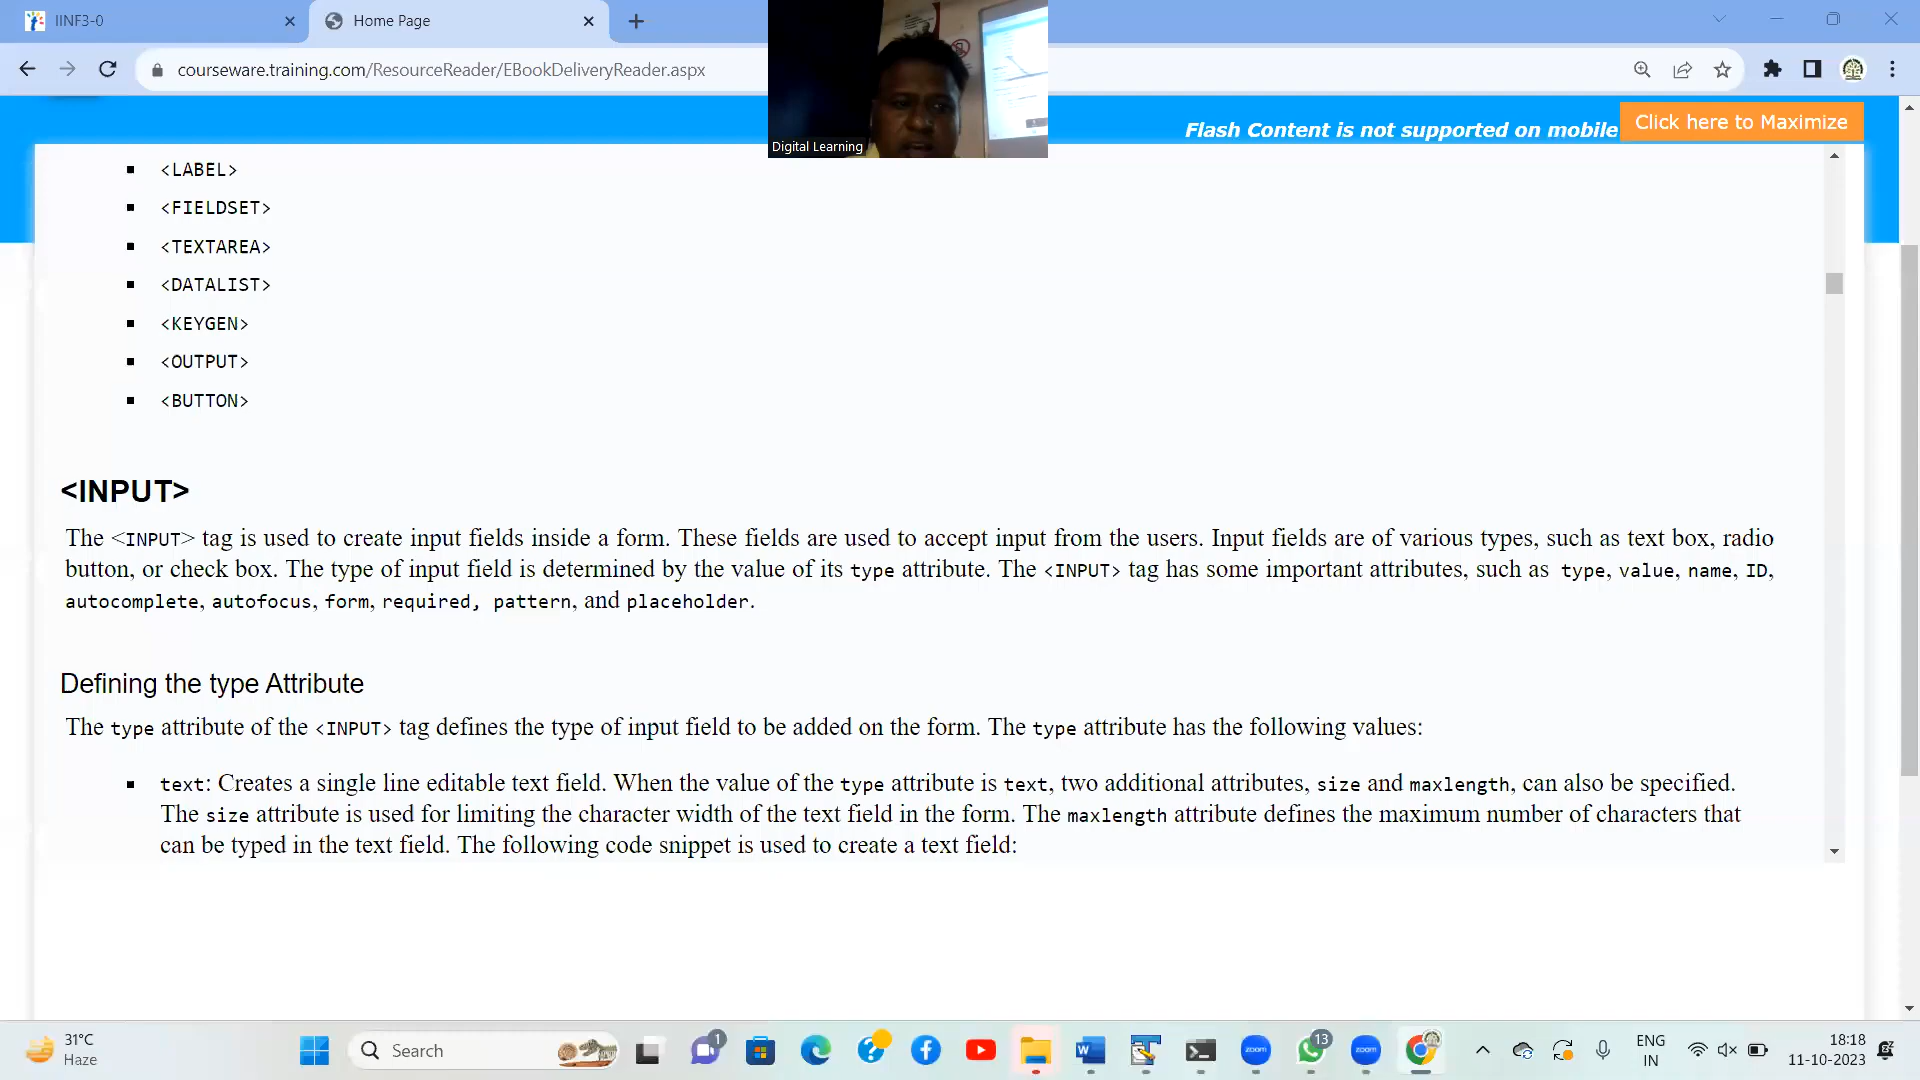 IINF3-0
Home Page
courseware.training.com/ResourceReader/EBookDeliveryReader.aspx
Digital Learning
Flash Content is not supported on mobile
Click here to Maximize
<LABEL>
<FIELDSET>
<TEXTAREA>
<DATALIST>
<KEYGEN>
<OUTPUT>
<BUTTON>
<INPUT>
The <INPUT> tag is used to create input fields inside a form. These fields are used to accept input from the users. Input fields are of various types, such as text box, radio
button, or check box. The type of input field is determined by the value of its type attribute. The <INPUT> tag has some important attributes, such as type, value, name, ID,
autocomplete, autofocus, form, required, pattern, and placeholder.
Defining the type Attribute
The type attribute of the <INPUT> tag defines the type of input field to be added on the form. The type attribute has the following values:
text: Creates a single line editable text field. When the value of the type attribute is text, two additional attributes, size and maxlength, can also be specified.
The size attribute is used for limiting the character width of the text field in the form. The maxlength attribute defines the maximum number of characters that
can be typed in the text field. The following code snippet is used to create a text field:
31°C
Haze
Search
1
zoom
13
zoom
ENG
IN
18:18
11-10-2023